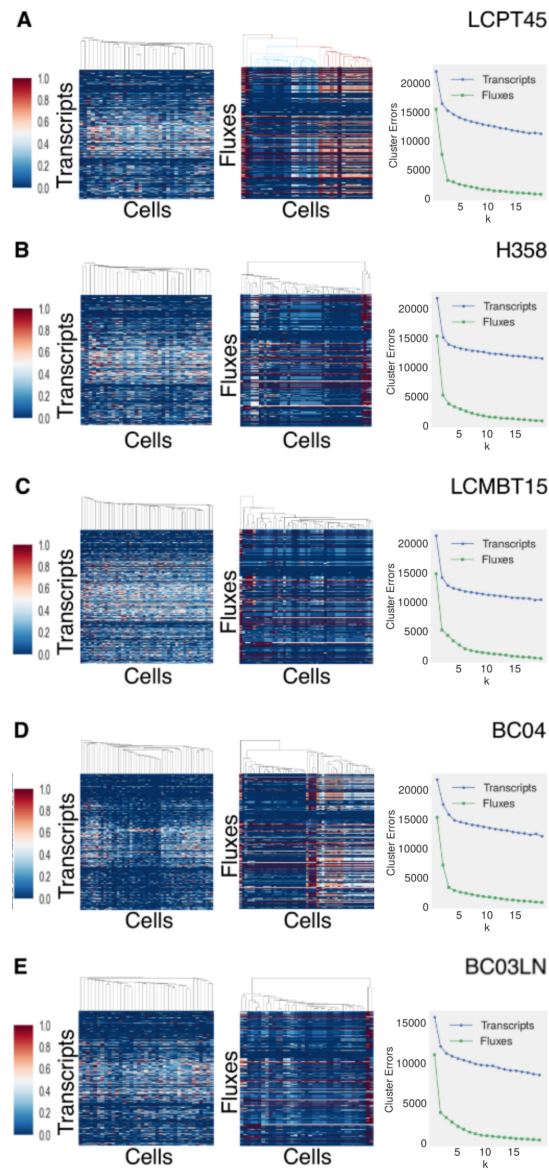 A
LCPT45
1.0
0.8
0.6
0.4
0.2
0.0
Transcripts
Cells
Fluxes
Cells
Cluster Errors
20000
15000
10000
5000
0
Transcripts
Fluxes
5 10 15
k
B
H358
1.0
0.8
0.6
0.4
0.2
0.0
Transcripts
Cells
Fluxes
Cells
Cluster Errors
20000
15000
10000
5000
0
Transcripts
Fluxes
5 10 15
k
C
LCMBT15
1.0
0.8
0.6
0.4
0.2
0.0
Transcripts
Cells
Fluxes
Cells
Cluster Errors
20000
15000
10000
5000
0
Transcripts
Fluxes
5 10 15
k
D
BC04
1.0
0.8
0.6
0.4
0.2
0.0
Transcripts
Cells
Fluxes
Cells
Cluster Errors
20000
15000
10000
5000
0
Transcripts
Fluxes
5 10 15
k
E
BC03LN
1.0
0.8
0.6
0.4
0.2
0.0
Transcripts
Cells
Fluxes
Cells
Cluster Errors
15000
10000
5000
0
Transcripts
Fluxes
5 10 15
k